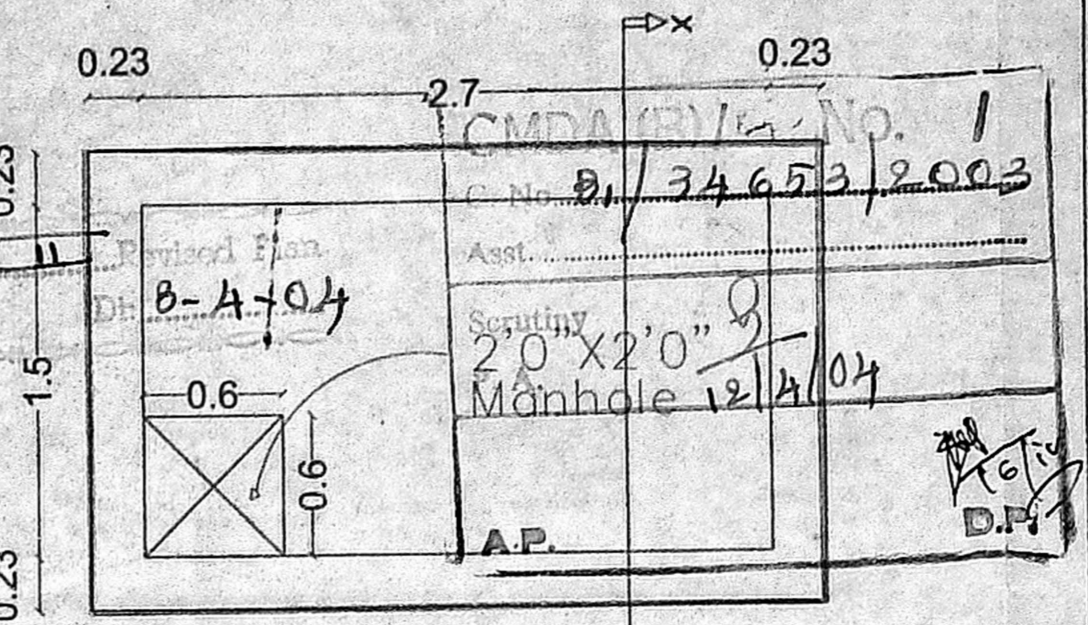 0.23
2.7
0.23
x
CMDA (B)/ No. 1
C. No. B1/34653/2003
Asst.
Revised Plan
Dt: 8-4-04
Scrutiny
2'0"X2'0"
Manhole
12/4/04
0.23
1.5
0.23
0.6
0.6
A.P.
D.P.